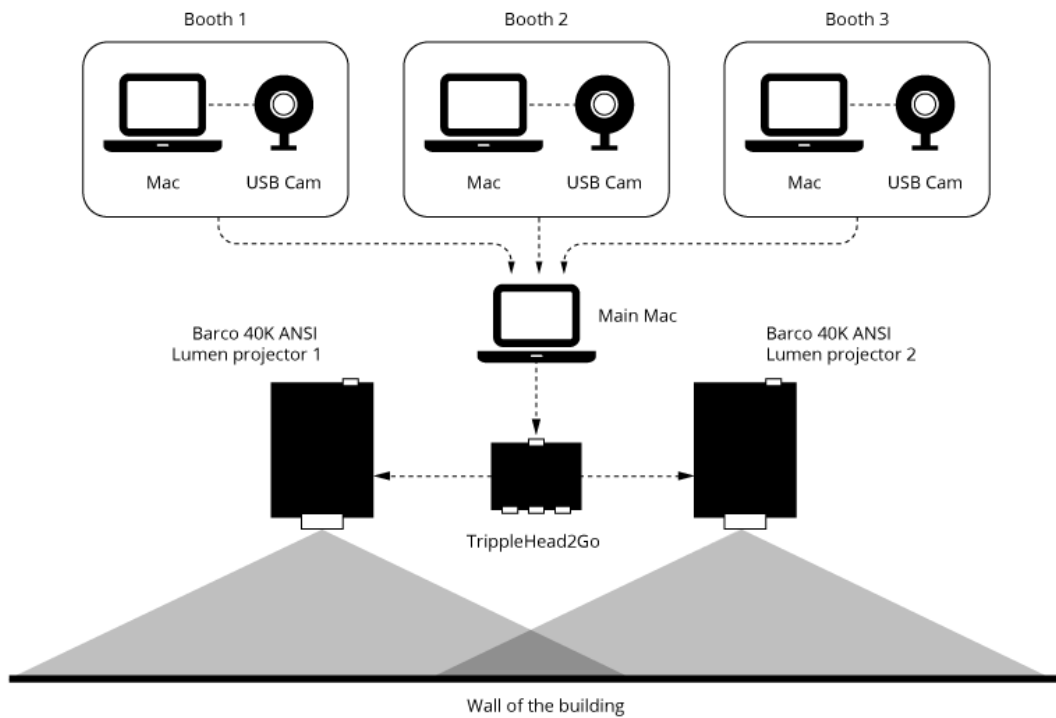 Booth 1
Booth 2
Booth 3
Mac
USB Cam
Mac
USB Cam
Mac
USB Cam
Main Mac
Barco 40K ANSI
Lumen projector 1
Barco 40K ANSI
Lumen projector 2
TrippleHead2Go
Wall of the building